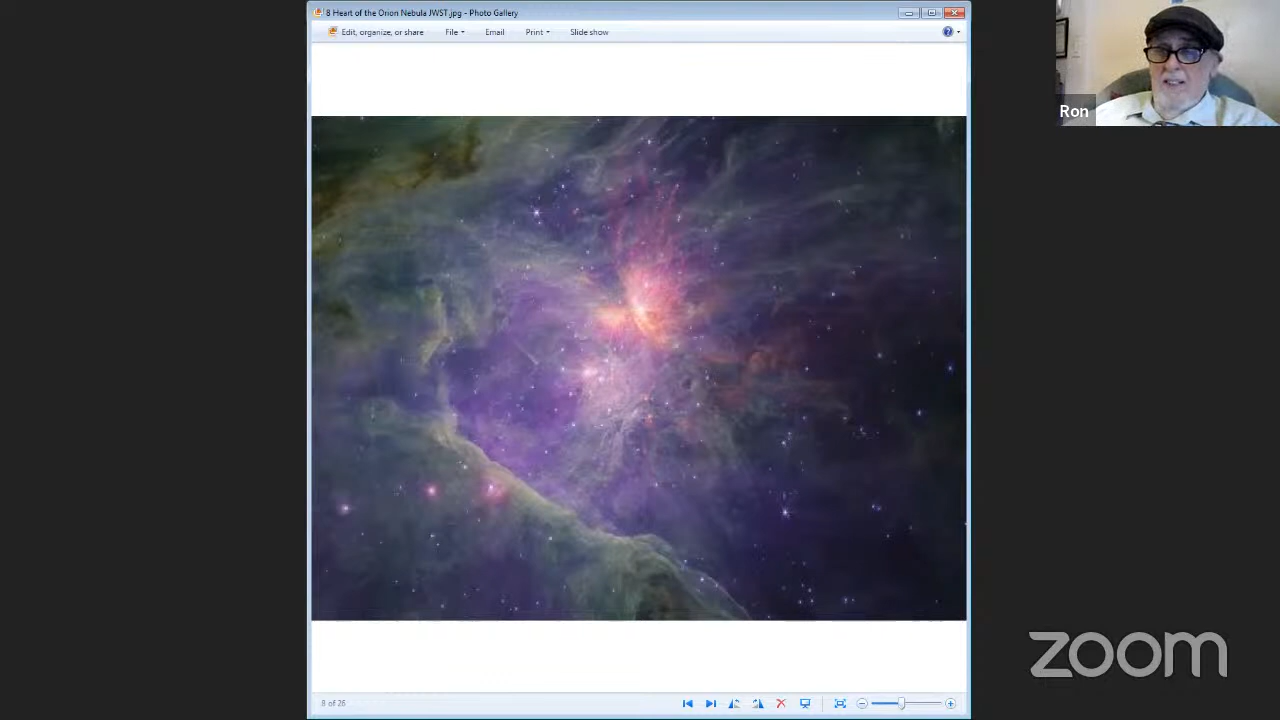 8 Heart of the Orion Nebula JWST.jpg - Photo Gallery
Edit, organize, or share File Email Print Slide show
Ron
zoom
8 of 26